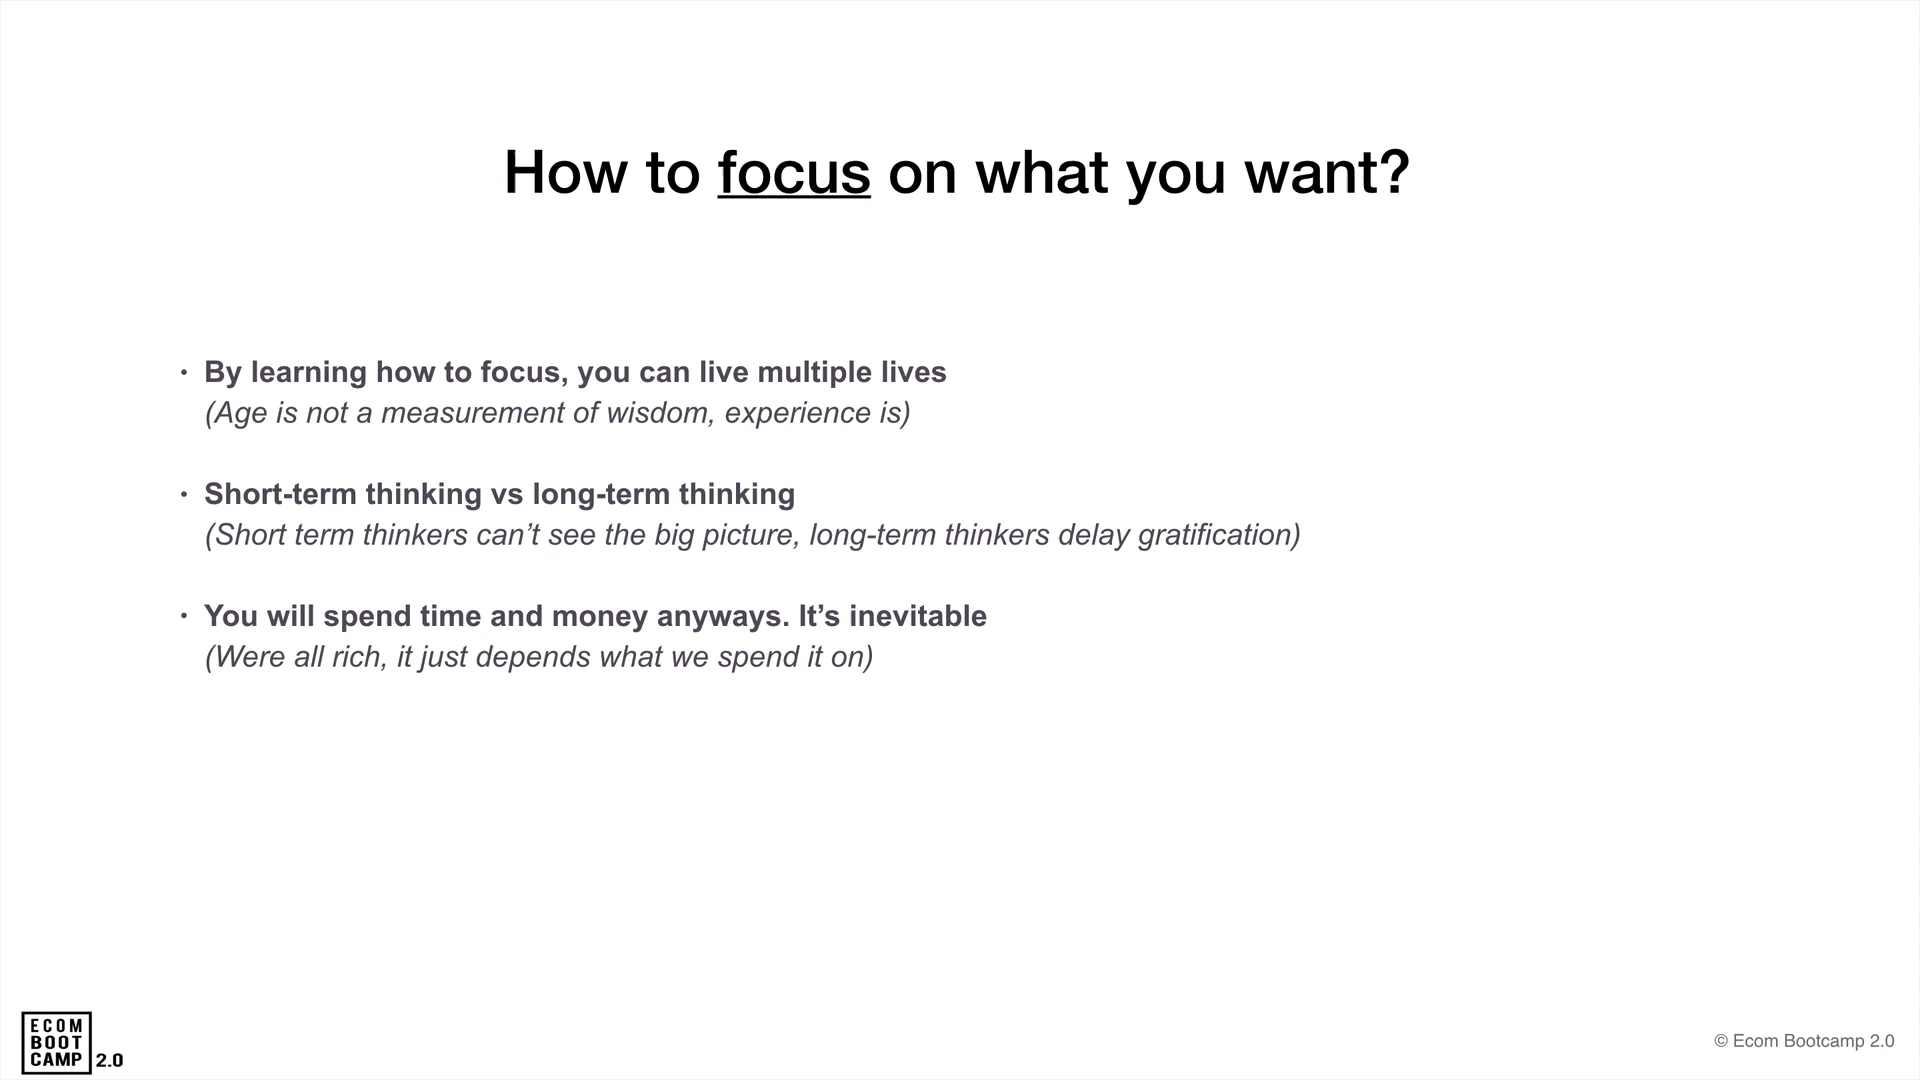 How to focus on what you want?
• By learning how to focus, you can live multiple lives
(Age is not a measurement of wisdom, experience is)
• Short-term thinking vs long-term thinking
(Short term thinkers can’t see the big picture, long-term thinkers delay gratification)
• You will spend time and money anyways. It’s inevitable
(Were all rich, it just depends what we spend it on)
ECOM
BOOT
CAMP 2.0
© Ecom Bootcamp 2.0